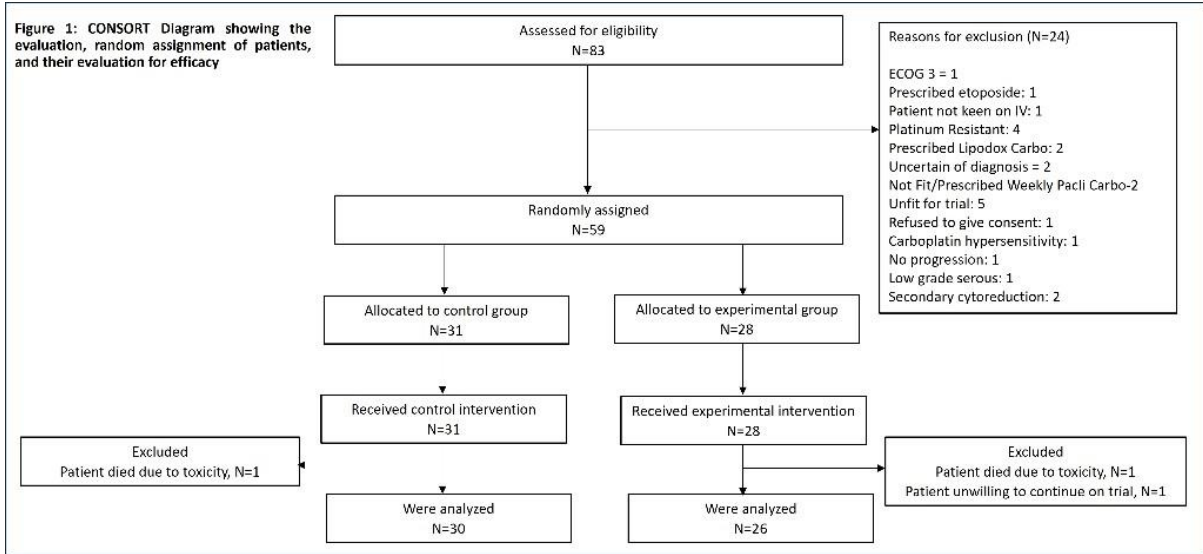 Figure 1: CONSORT Diagram showing the
evaluation, random assignment of patients,
and their evaluation for efficacy
Assessed for eligibility
N=83
Reasons for exclusion (N=24)
ECOG 3 = 1
Prescribed etoposide: 1
Patient not keen on IV: 1
Platinum Resistant: 4
Prescribed Lipodox Carbo: 2
Uncertain of diagnosis = 2
Not Fit/Prescribed Weekly Pacli Carbo-2
Unfit for trial: 5
Refused to give consent: 1
Carboplatin hypersensitivity: 1
No progression: 1
Low grade serous: 1
Secondary cytoreduction: 2
Randomly assigned
N=59
Allocated to control group
N=31
Allocated to experimental group
N=28
Received control intervention
N=31
Received experimental intervention
N=28
Excluded
Patient died due to toxicity, N=1
Excluded
Patient died due to toxicity, N=1
Patient unwilling to continue on trial, N=1
Were analyzed
N=30
Were analyzed
N=26